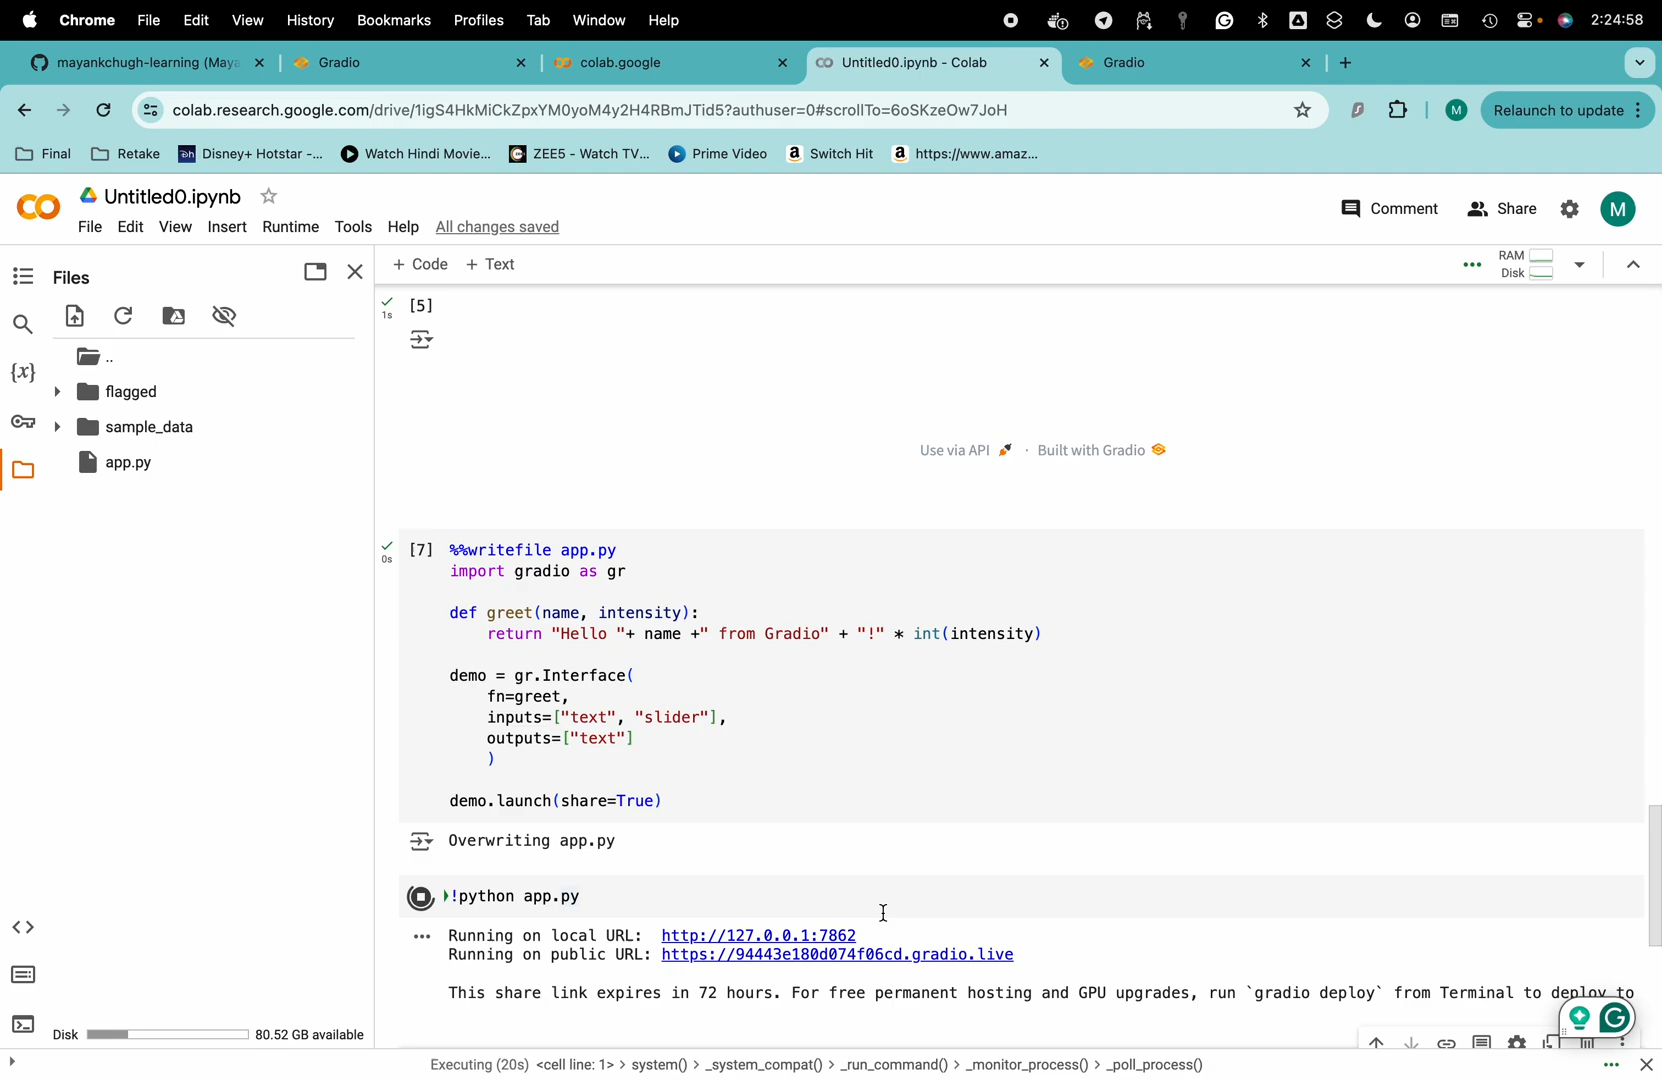 Chrome File Edit View History Bookmarks Profiles Tab Window Help 2:24:58
mayankchugh-learning (Maya Gradio colab.google Untitled0.ipynb - Colab Gradio
colab.research.google.com/drive/1igS4HkMiCkZpxYM0yoM4y2H4RBmJTid5?authuser=0#scrollTo=6oSKzeOw7JoH M Relaunch to update
Final Retake Disney+ Hotstar -... Watch Hindi Movie... ZEE5 - Watch TV... Prime Video Switch Hit https://www.amaz...
Untitled0.ipynb
File Edit View Insert Runtime Tools Help All changes saved
Comment Share M
Files
+ Code + Text
RAM
Disk
..
flagged
sample_data
app.py
{x}
[5]
1s
Use via API · Built with Gradio
[7] %%writefile app.py
0s
import gradio as gr
def greet(name, intensity):
return "Hello "+ name +" from Gradio" + "!" * int(intensity)
demo = gr.Interface(
fn=greet,
inputs=["text", "slider"],
outputs=["text"]
)
demo.launch(share=True)
Overwriting app.py
!python app.py
Running on local URL: http://127.0.0.1:7862
Running on public URL: https://94443e180d074f06cd.gradio.live
This share link expires in 72 hours. For free permanent hosting and GPU upgrades, run `gradio deploy` from Terminal to deploy to
Disk 80.52 GB available
Executing (20s) <cell line: 1> > system() > _system_compat() > _run_command() > _monitor_process() > _poll_process()